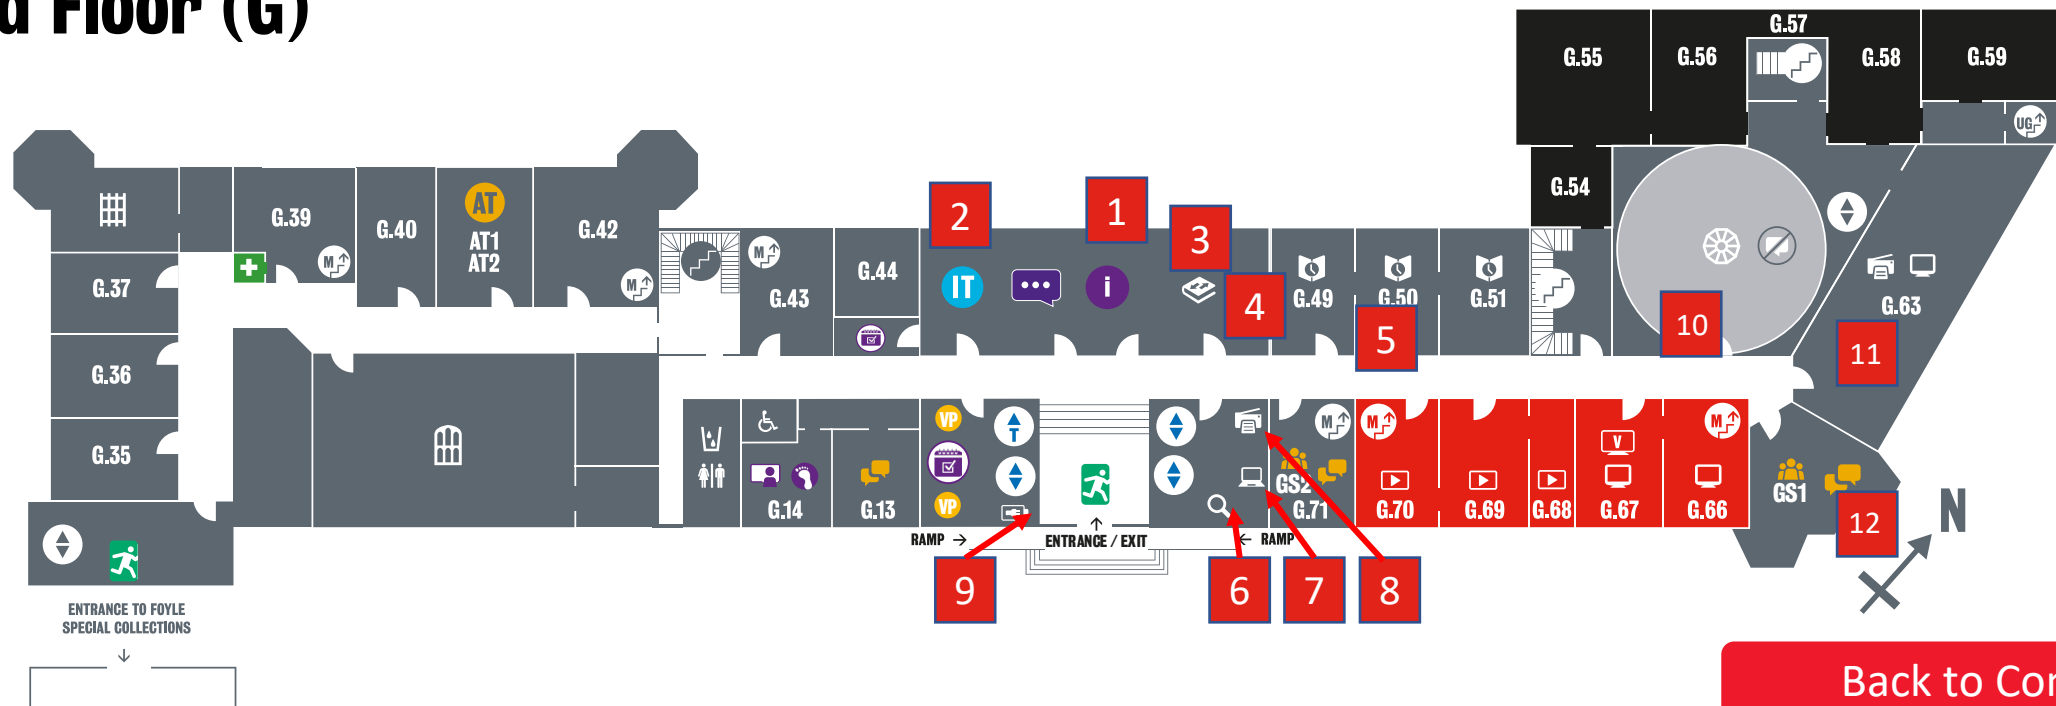 Floor (G)
G.57
G.55
G.56
G.58
G.59
UG
G.54
G.39
G.40
AT
AT1
AT2
G.42
M
M
M
G.37
G.36
G.35
G.43
G.44
2
1
3
4
IT
i
G.49
G.50
G.51
5
10
G.63
11
VP
VP
T
G.14
G.13
GS2
G.71
M
M
G.70
G.69
G.68
V
G.67
M
G.66
GS1
12
N
RAMP →
ENTRANCE / EXIT
← RAMP
9
6
7
8
ENTRANCE TO FOYLE
SPECIAL COLLECTIONS
Back to